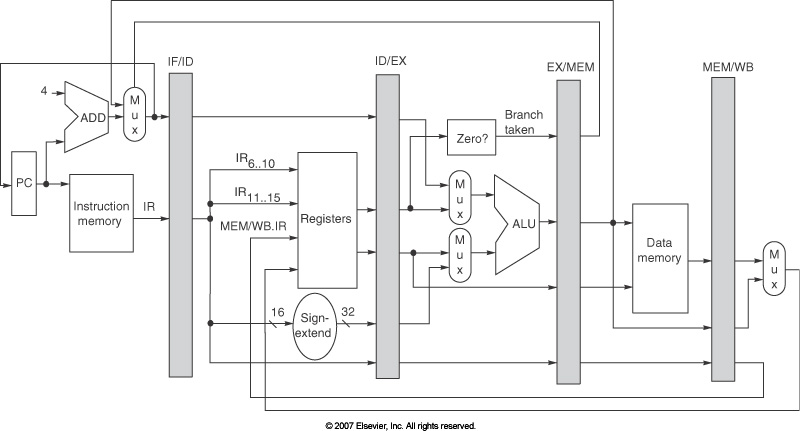 IF/ID
ID/EX
EX/MEM
MEM/WB
4
ADD
M
u
x
PC
Instruction
memory
IR
IR6..10
IR11..15
MEM/WB.IR
Registers
16
Sign-
extend
32
Zero?
Branch
taken
M
u
x
M
u
x
ALU
Data
memory
M
u
x
© 2007 Elsevier, Inc. All rights reserved.